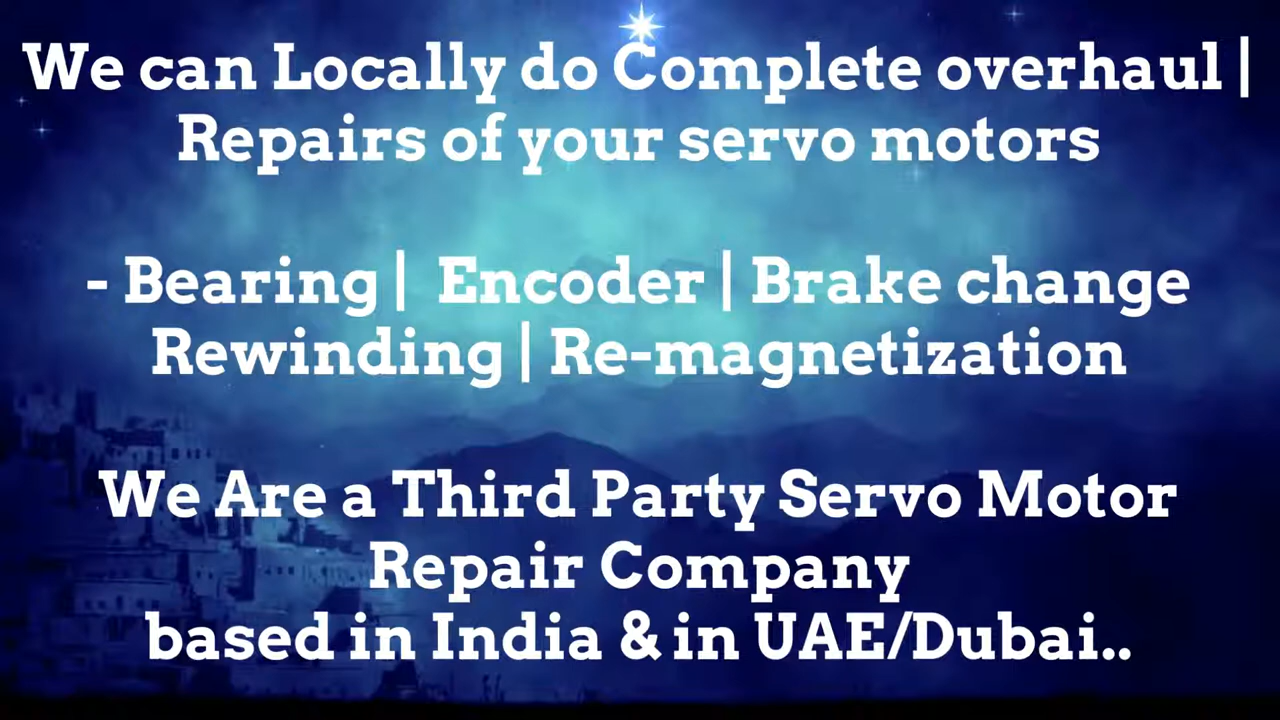 We can Locally do Complete overhaul |
Repairs of your servo motors
- Bearing | Encoder | Brake change
Rewinding | Re-magnetization
We Are a Third Party Servo Motor
Repair Company
based in India & in UAE/Dubai..